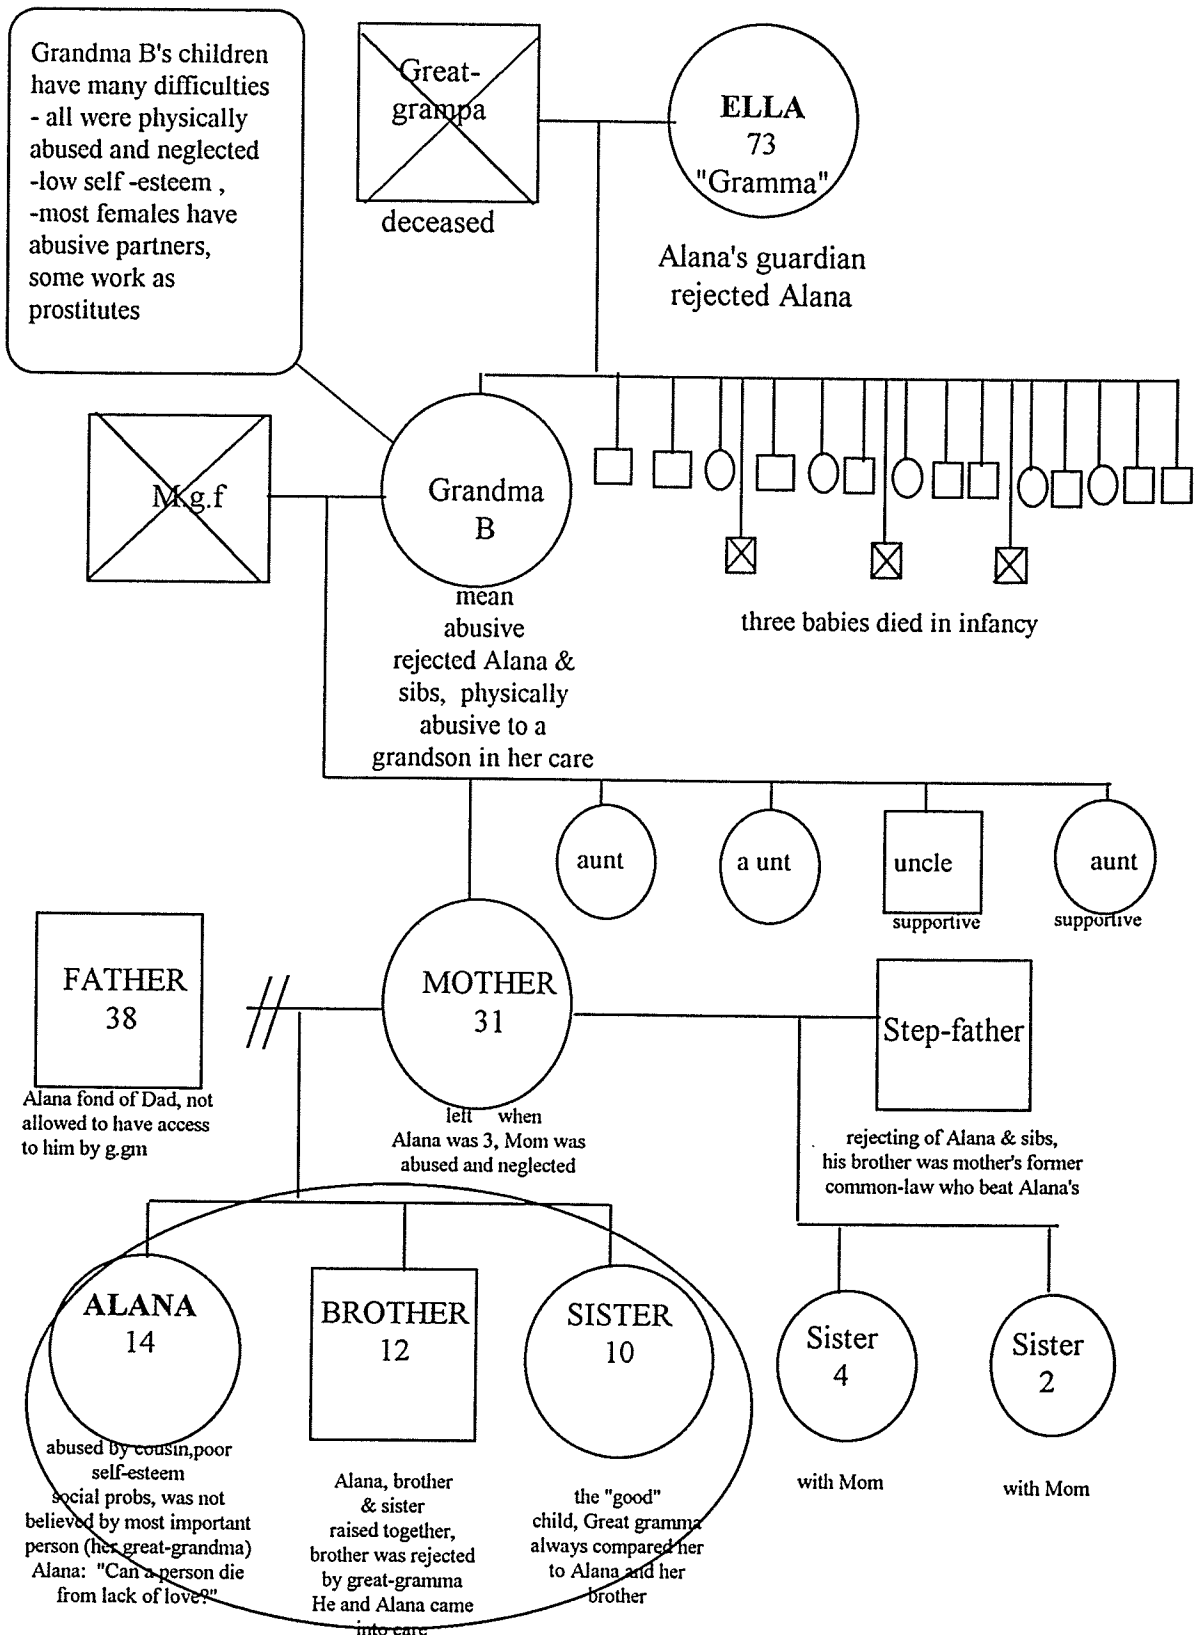 Grandma B's children
have many difficulties
- all were physically
abused and neglected
-low self -esteem ,
-most females have
abusive partners,
some work as
prostitutes
Great-
grampa
deceased
ELLA
73
"Gramma"
Alana's guardian
rejected Alana
M.g.f
Grandma
B
mean
abusive
rejected Alana &
sibs, physically
abusive to a
grandson in her care
three babies died in infancy
aunt
a unt
uncle
supportive
aunt
supportive
FATHER
38
Alana fond of Dad, not
allowed to have access
to him by g.gm
MOTHER
31
left when
Alana was 3, Mom was
abused and neglected
Step-father
rejecting of Alana & sibs,
his brother was mother's former
common-law who beat Alana's
ALANA
14
abused by cousin,poor
self-esteem
social probs, was not
believed by most important
person (her great-grandma)
Alana: "Can a person die
from lack of love?"
BROTHER
12
Alana, brother
& sister
raised together,
brother was rejected
by great-gramma
He and Alana came
into care
SISTER
10
the "good"
child, Great gramma
always compared her
to Alana and her
brother
Sister
4
with Mom
Sister
2
with Mom